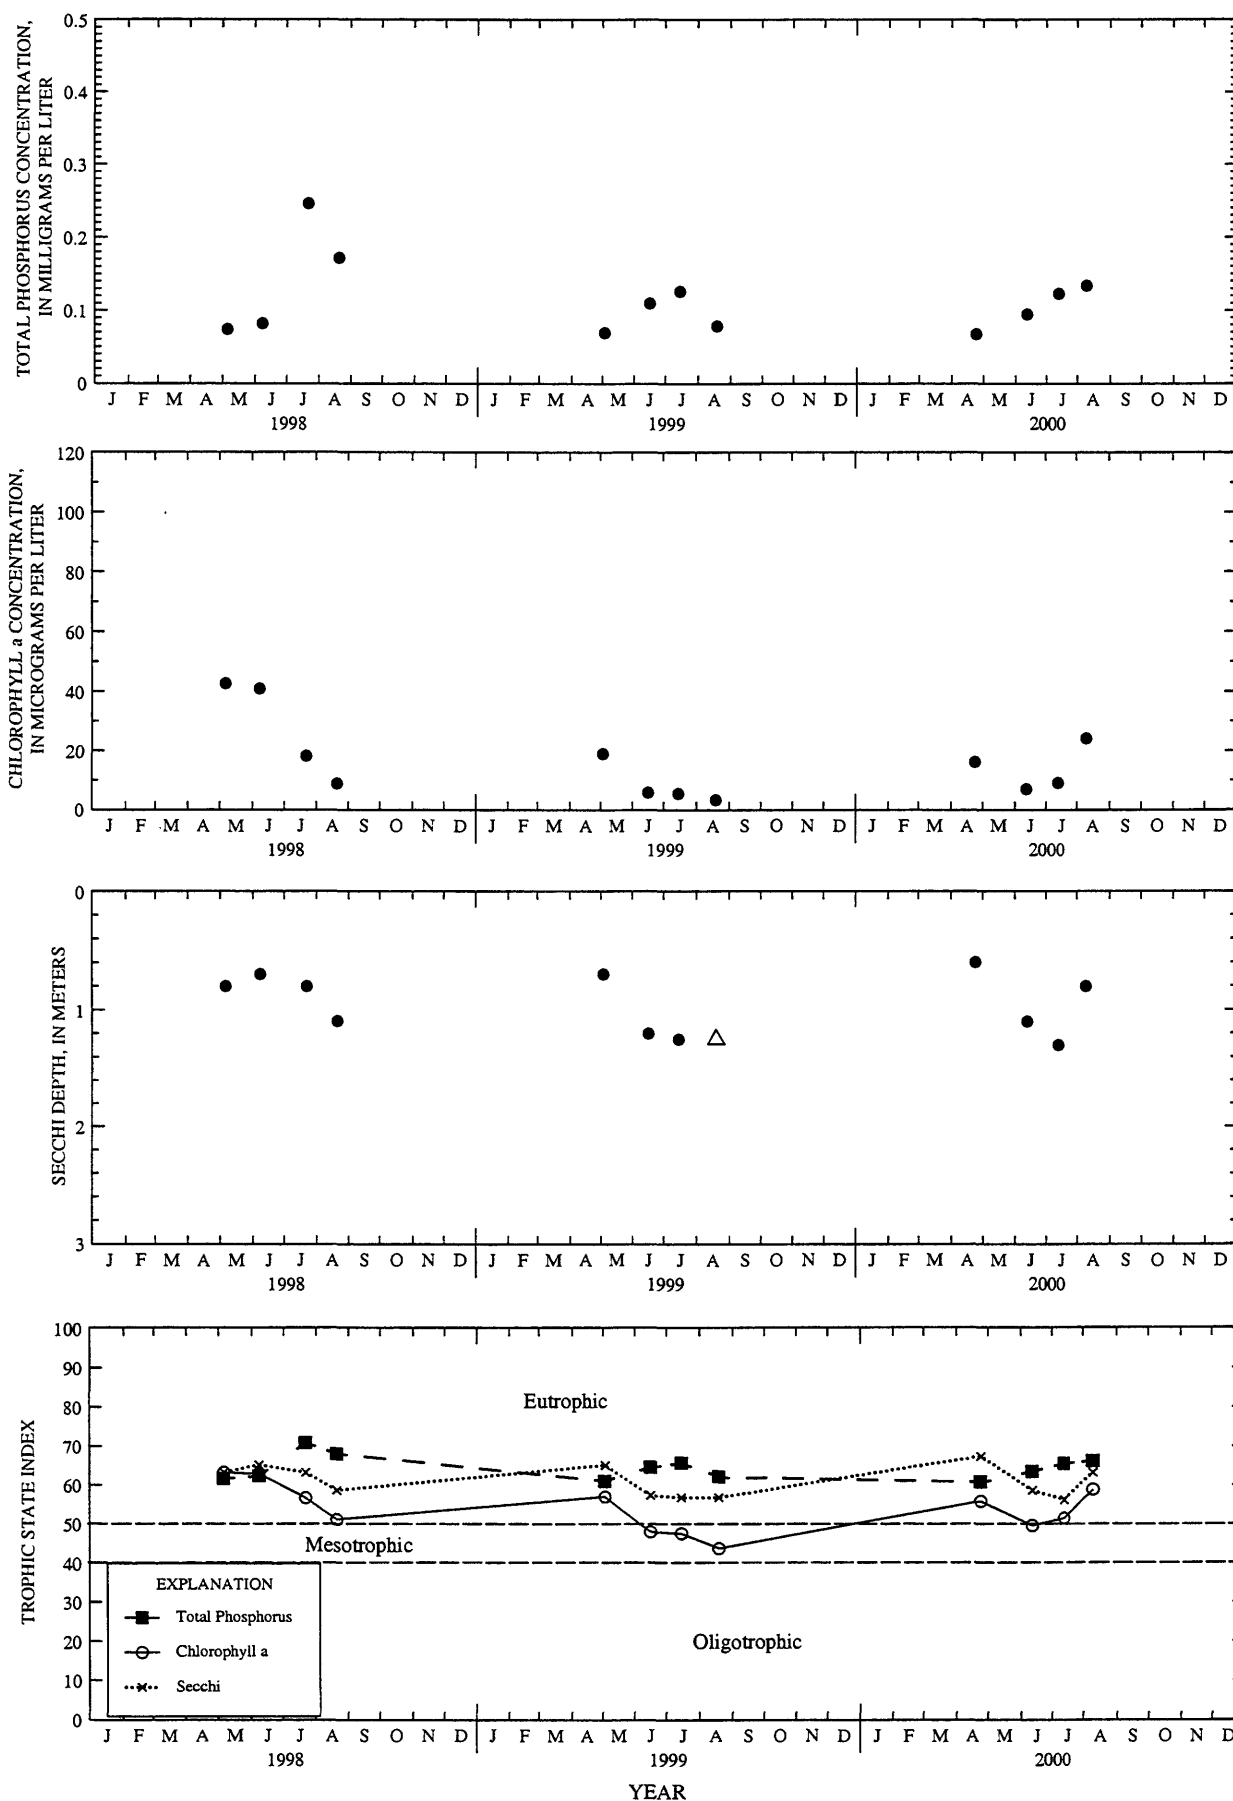 TOTAL PHOSPHORUS CONCENTRATION,
IN MILLIGRAMS PER LITER
0.5
0.4
0.3
0.2
0.1
0
J F M A M J J A S O N D J F M A M J J A S O N D J F M A M J J A S O N D
1998 1999 2000
CHLOROPHYLL a CONCENTRATION,
IN MICROGRAMS PER LITER
120
100
80
60
40
20
0
J F M A M J J A S O N D J F M A M J J A S O N D J F M A M J J A S O N D
1998 1999 2000
SECCHI DEPTH, IN METERS
0
1
2
3
J F M A M J J A S O N D J F M A M J J A S O N D J F M A M J J A S O N D
1998 1999 2000
TROPHIC STATE INDEX
100
90
80
70
60
50
40
30
20
10
0
Eutrophic
Mesotrophic
Oligotrophic
EXPLANATION
Total Phosphorus
Chlorophyll a
Secchi
J F M A M J J A S O N D J F M A M J J A S O N D J F M A M J J A S O N D
1998 1999 2000
YEAR